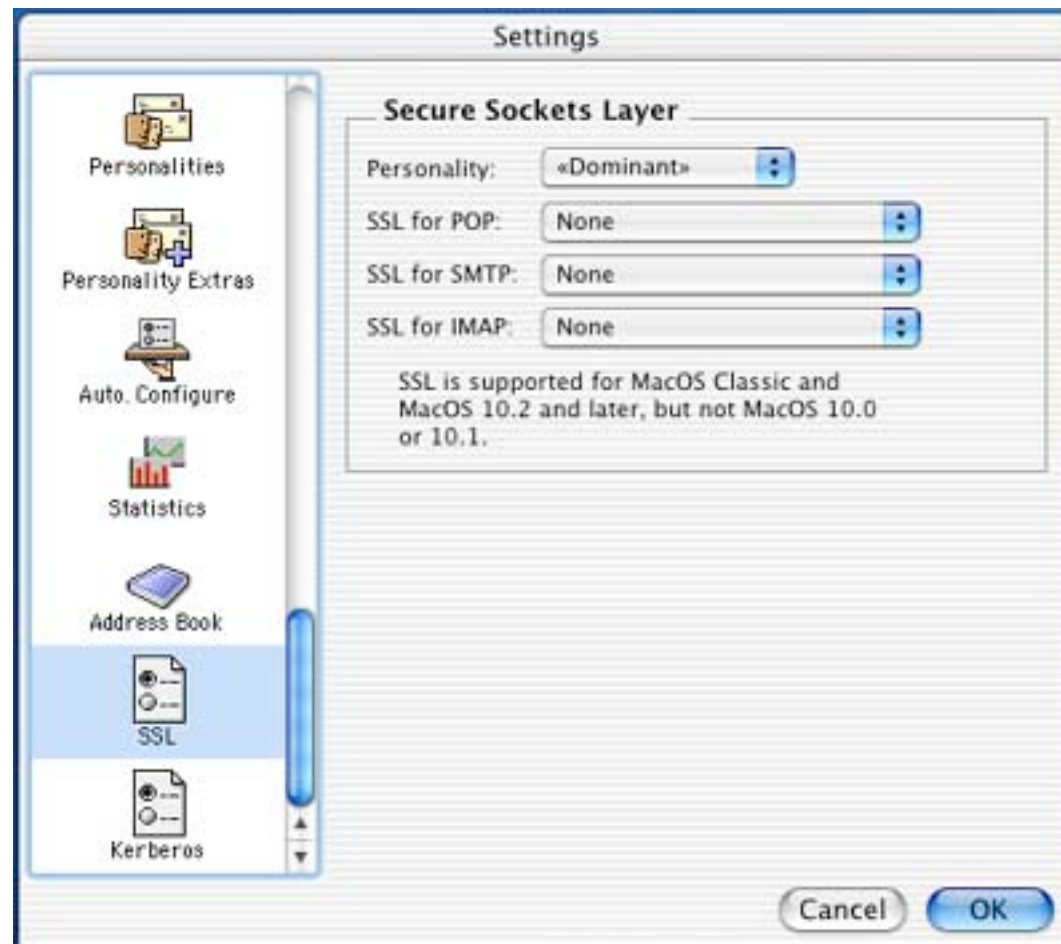 Settings
Personalities
Personality Extras
Auto. Configure
Statistics
Address Book
SSL
Kerberos
Secure Sockets Layer
Personality: «Dominant»
SSL for POP: None
SSL for SMTP: None
SSL for IMAP: None
SSL is supported for MacOS Classic and
MacOS 10.2 and later, but not MacOS 10.0
or 10.1.
Cancel OK